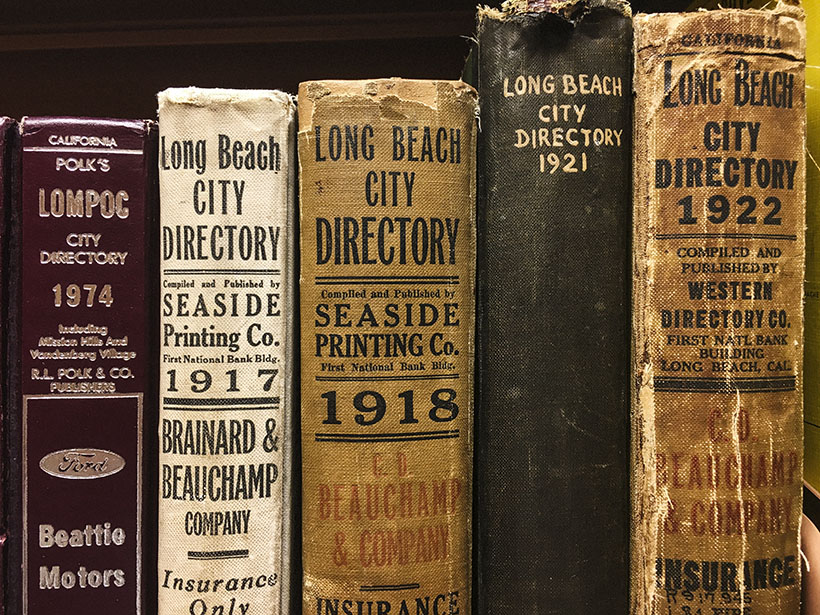 CALIFORNIA
POLK'S
LOMPOC
CITY
DIRECTORY
1974
Including
Mission Hills And
Vandenberg Village
R.L. POLK & CO.
PUBLISHERS
Ford
Beattie
Motors
Long Beach
CITY
DIRECTORY
Compiled and Published by
SEASIDE
Printing Co.
First National Bank Bldg.
1917
BRAINARD &
BEAUCHAMP
COMPANY
Insurance
Only
LONG BEACH
CITY
DIRECTORY
Compiled and Published by
SEASIDE
PRINTING Co.
First National Bank Bldg.
1918
C. D.
BEAUCHAMP
& COMPANY
INSURANCE
LONG BEACH
CITY
DIRECTORY
1921
CALIFORNIA
LONG BEACH
CITY
DIRECTORY
1922
COMPILED AND
PUBLISHED BY
WESTERN
DIRECTORY CO.
FIRST NAT'L BANK
BUILDING
LONG BEACH, CAL.
C. D.
BEAUCHAMP
& COMPANY
INSURANCE